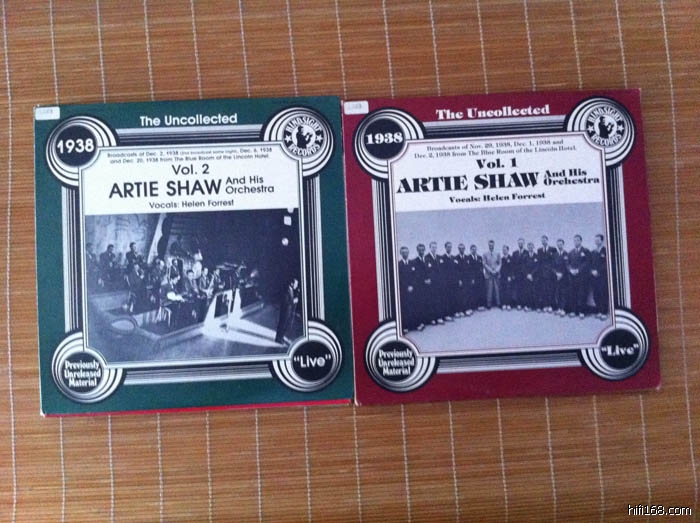 The Uncollected
1938
HINDSIGHT RECORDS
Broadcasts of Dec. 2, 1938 (2nd broadcast same night), Dec. 6, 1938
and Dec. 20, 1938 from The Blue Room of the Lincoln Hotel.
Vol. 2
ARTIE SHAW And His
Orchestra
Vocals: Helen Forrest
Previously
Unreleased
Material
"Live"
The Uncollected
1938
HINDSIGHT RECORDS
Broadcasts of Nov. 29, 1938, Dec. 1, 1938 and
Dec. 2, 1938 from The Blue Room of the Lincoln Hotel.
Vol. 1
ARTIE SHAW And His
Orchestra
Vocals: Helen Forrest
Previously
Unreleased
Material
"Live"
hifi168.com